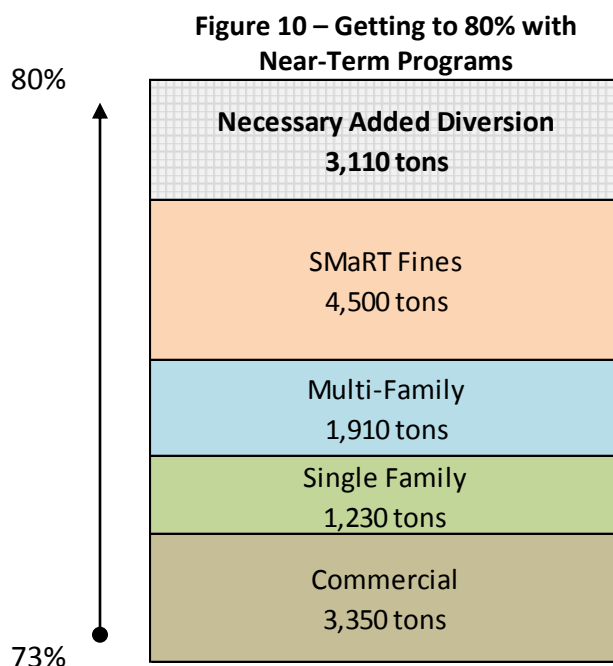 Figure 10 – Getting to 80% with
Near-Term Programs
80%
Necessary Added Diversion
3,110 tons
SMaRT Fines
4,500 tons
Multi-Family
1,910 tons
Single Family
1,230 tons
Commercial
3,350 tons
73%